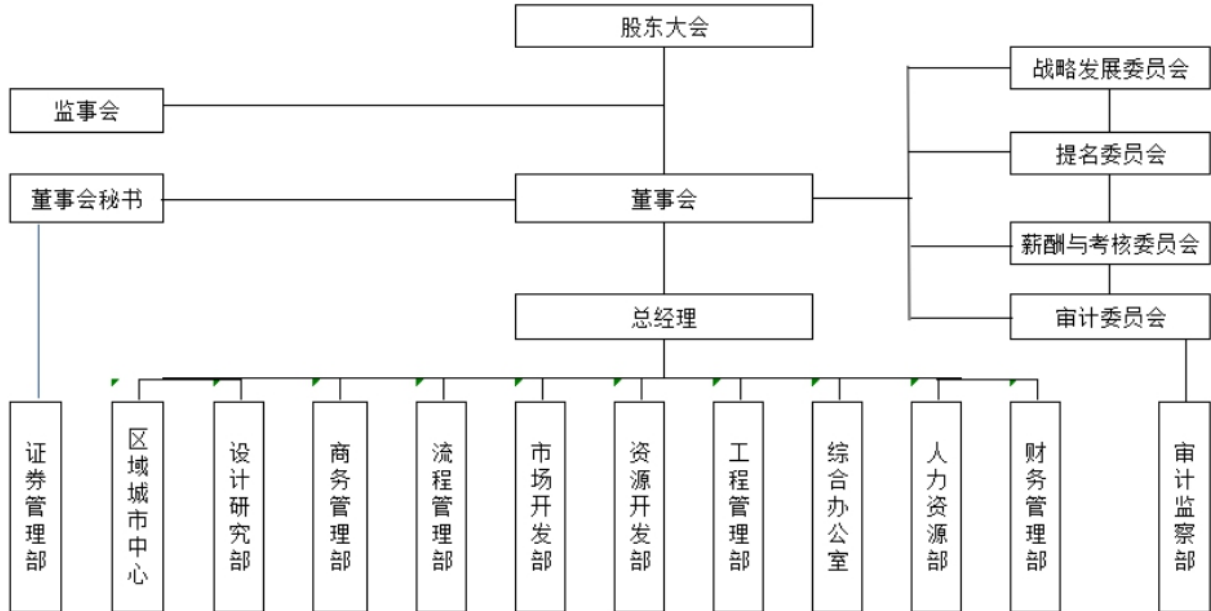 股东大会
战略发展委员会
监事会
提名委员会
董事会秘书
董事会
薪酬与考核委员会
总经理
审计委员会
证券管理部
区域城市中心
设计研究部
商务管理部
流程管理部
市场开发部
资源开发部
工程管理部
综合办公室
人力资源部
财务管理部
审计监察部